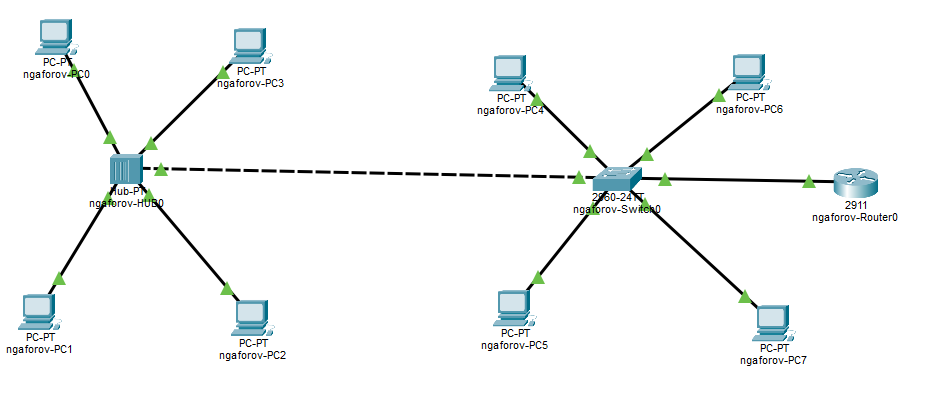 PC-PT
ngaforov-PC0
PC-PT
ngaforov-PC3
PC-PT
ngaforov-PC4
PC-PT
ngaforov-PC6
Hub-PT
ngaforov-HUB0
2960-24TT
ngaforov-Switch0
2911
ngaforov-Router0
PC-PT
ngaforov-PC1
PC-PT
ngaforov-PC2
PC-PT
ngaforov-PC5
PC-PT
ngaforov-PC7